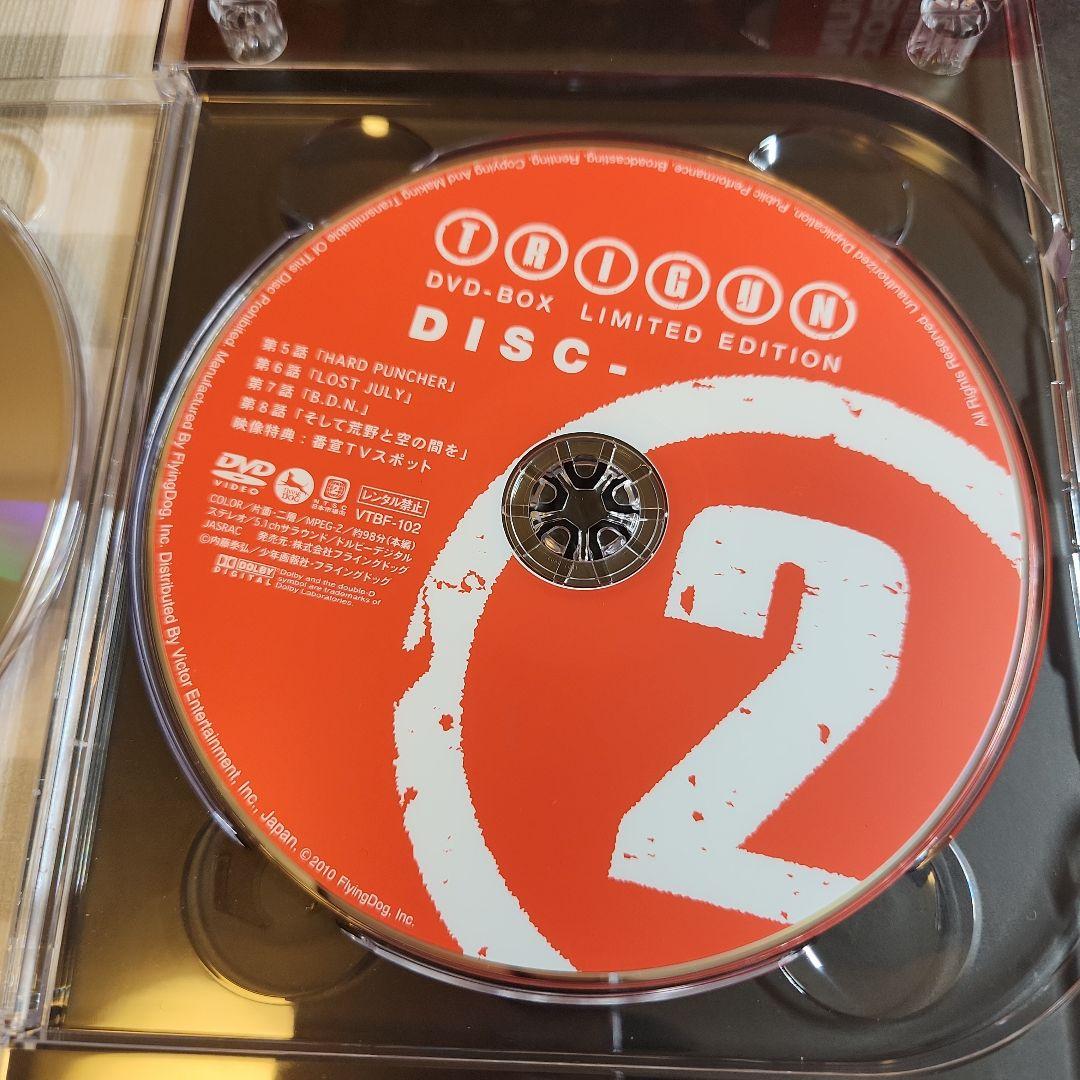 TRIGUN
DVD-BOX LIMITED EDITION
DISC-
2
第5話「HARD PUNCHER」
第6話「LOST JULY」
第7話「B.D.N.」
第8話「そして荒野と空の間を」
映像特典：番宣TVスポット
DVD
VIDEO
2
NTSC
日本市場向
レンタル禁止
VTBF-102
COLOR／片面・二層／MPEG-2／約98分(本編)
ステレオ／5.1chサラウンド／ドルビーデジタル
JASRAC 発売元・株式会社フライングドッグ
©内藤泰弘／少年画報社・フライングドッグ
DOLBY
DIGITAL
Dolby and the double-D
symbol are trademarks of
Dolby Laboratories.
All Rights Reserved. Unauthorized Duplication, Public Performance, Broadcasting, Renting, Copying And Making Transmittable Of This Disc Prohibited. Manufactured By FlyingDog, Inc. Distributed By Victor Entertainment, Inc., Japan, ©2010 FlyingDog, Inc.